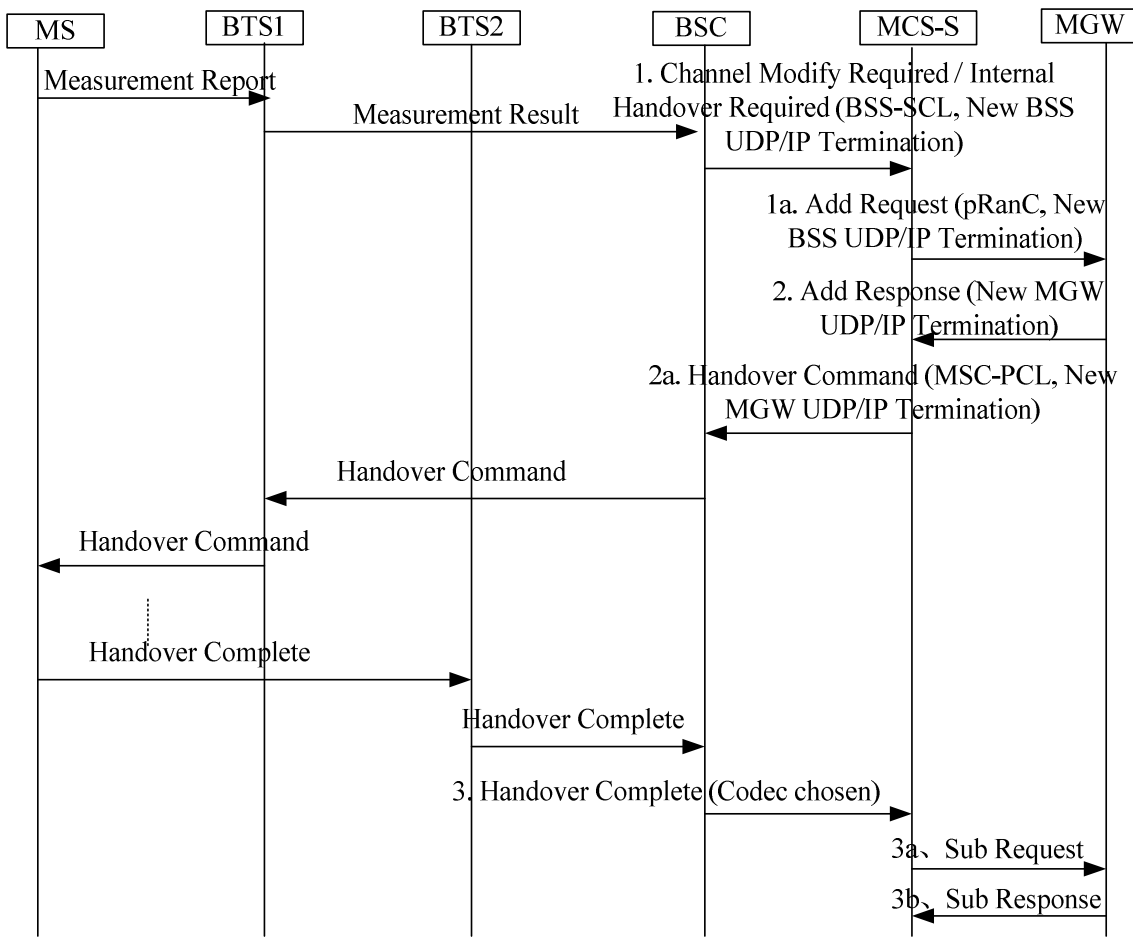 MS
BTS1
BTS2
BSC
MCS-S
MGW
Measurement Report
Measurement Result
1. Channel Modify Required / Internal
Handover Required (BSS-SCL, New BSS
UDP/IP Termination)
1a. Add Request (pRanC, New
BSS UDP/IP Termination)
2. Add Response (New MGW
UDP/IP Termination)
2a. Handover Command (MSC-PCL, New
MGW UDP/IP Termination)
Handover Command
Handover Command
Handover Complete
Handover Complete
3. Handover Complete (Codec chosen)
3a、Sub Request
3b、Sub Response